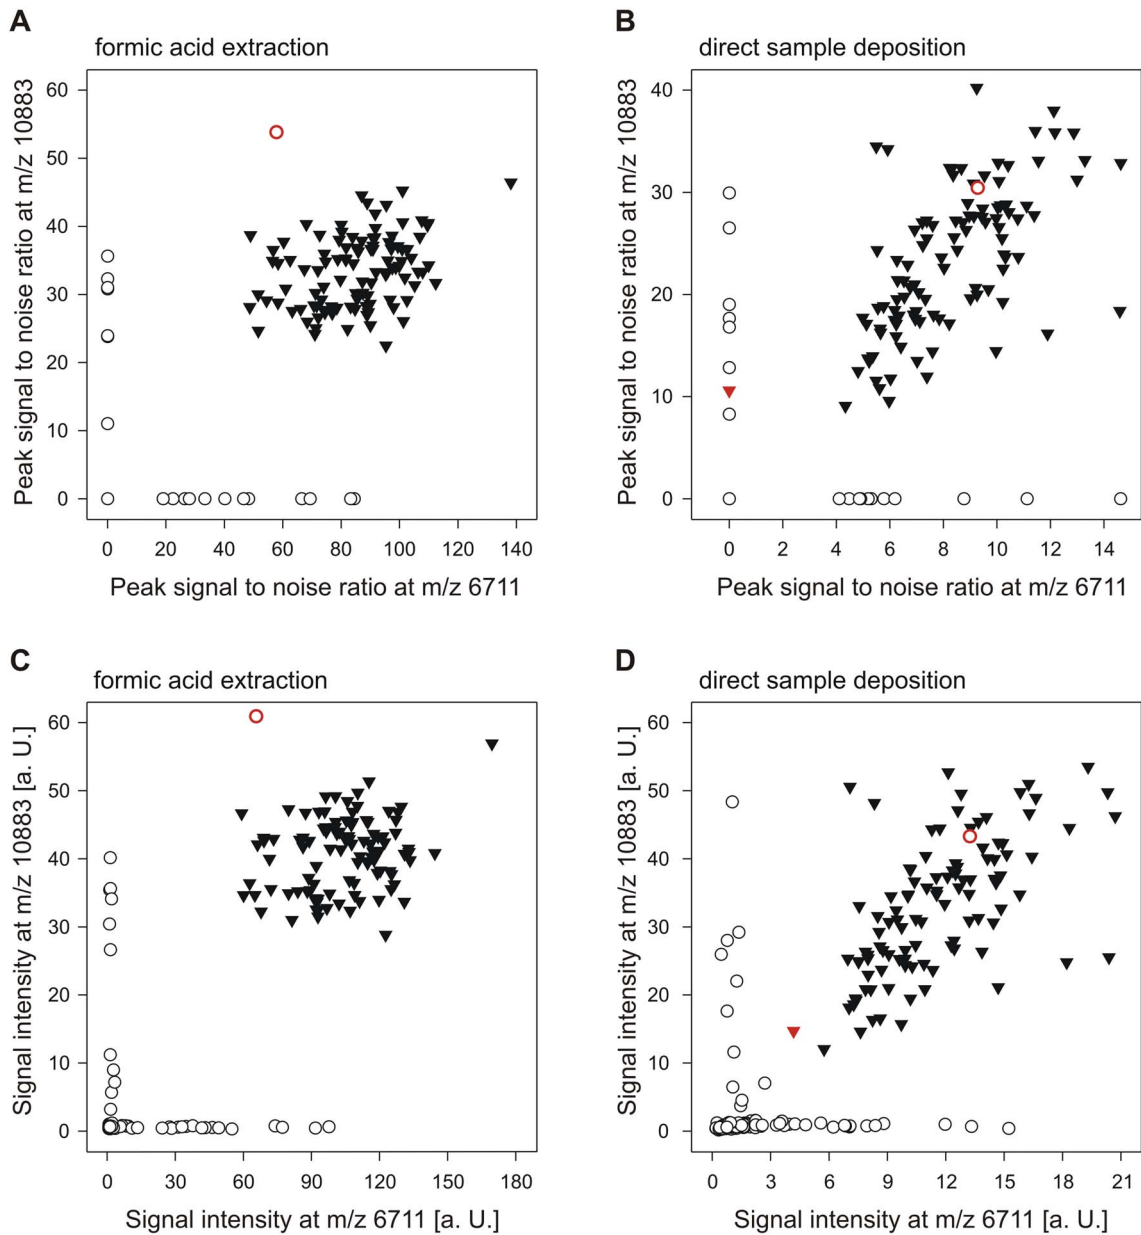 A
formic acid extraction
Peak signal to noise ratio at m/z 10883
60
50
40
30
20
10
0
0 20 40 60 80 100 120 140
Peak signal to noise ratio at m/z 6711
B
direct sample deposition
Peak signal to noise ratio at m/z 10883
40
30
20
10
0
0 2 4 6 8 10 12 14
Peak signal to noise ratio at m/z 6711
C
formic acid extraction
Signal intensity at m/z 10883 [a. U.]
60
50
40
30
20
10
0
0 30 60 90 120 150 180
Signal intensity at m/z 6711 [a. U.]
D
direct sample deposition
Signal intensity at m/z 10883 [a. U.]
60
50
40
30
20
10
0
0 3 6 9 12 15 18 21
Signal intensity at m/z 6711 [a. U.]